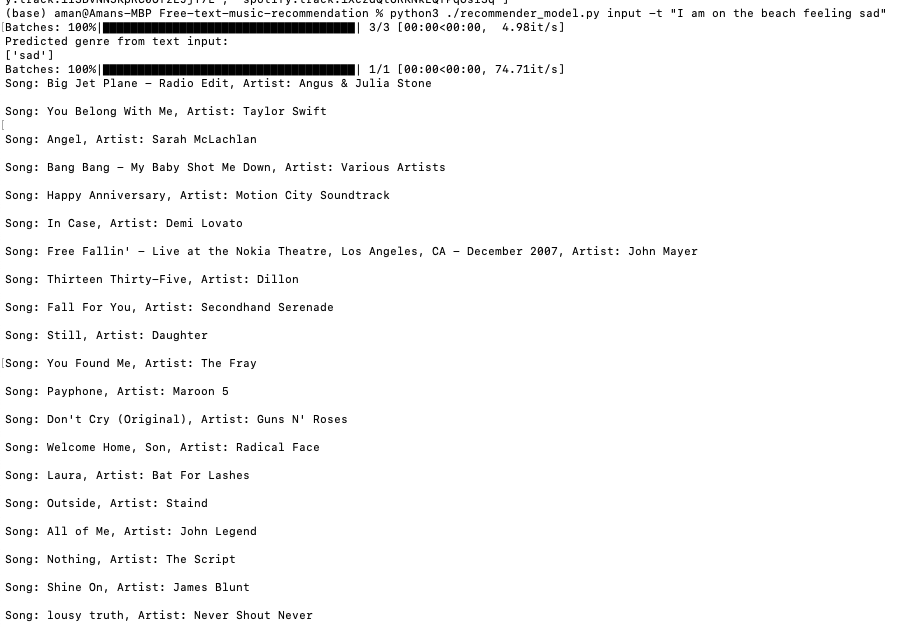 (base) aman@Amans-MBP Free-text-music-recommendation % python3 ./recommender_model.py input -t "I am on the beach feeling sad"
Batches: 100%|████████████████████████████████████| 3/3 [00:00<00:00,  4.98it/s]
Predicted genre from text input:
['sad']
Batches: 100%|████████████████████████████████████| 1/1 [00:00<00:00, 74.71it/s]
Song: Big Jet Plane - Radio Edit, Artist: Angus & Julia Stone
Song: You Belong With Me, Artist: Taylor Swift
Song: Angel, Artist: Sarah McLachlan
Song: Bang Bang - My Baby Shot Me Down, Artist: Various Artists
Song: Happy Anniversary, Artist: Motion City Soundtrack
Song: In Case, Artist: Demi Lovato
Song: Free Fallin' - Live at the Nokia Theatre, Los Angeles, CA - December 2007, Artist: John Mayer
Song: Thirteen Thirty-Five, Artist: Dillon
Song: Fall For You, Artist: Secondhand Serenade
Song: Still, Artist: Daughter
Song: You Found Me, Artist: The Fray
Song: Payphone, Artist: Maroon 5
Song: Don't Cry (Original), Artist: Guns N' Roses
Song: Welcome Home, Son, Artist: Radical Face
Song: Laura, Artist: Bat For Lashes
Song: Outside, Artist: Staind
Song: All of Me, Artist: John Legend
Song: Nothing, Artist: The Script
Song: Shine On, Artist: James Blunt
Song: lousy truth, Artist: Never Shout Never